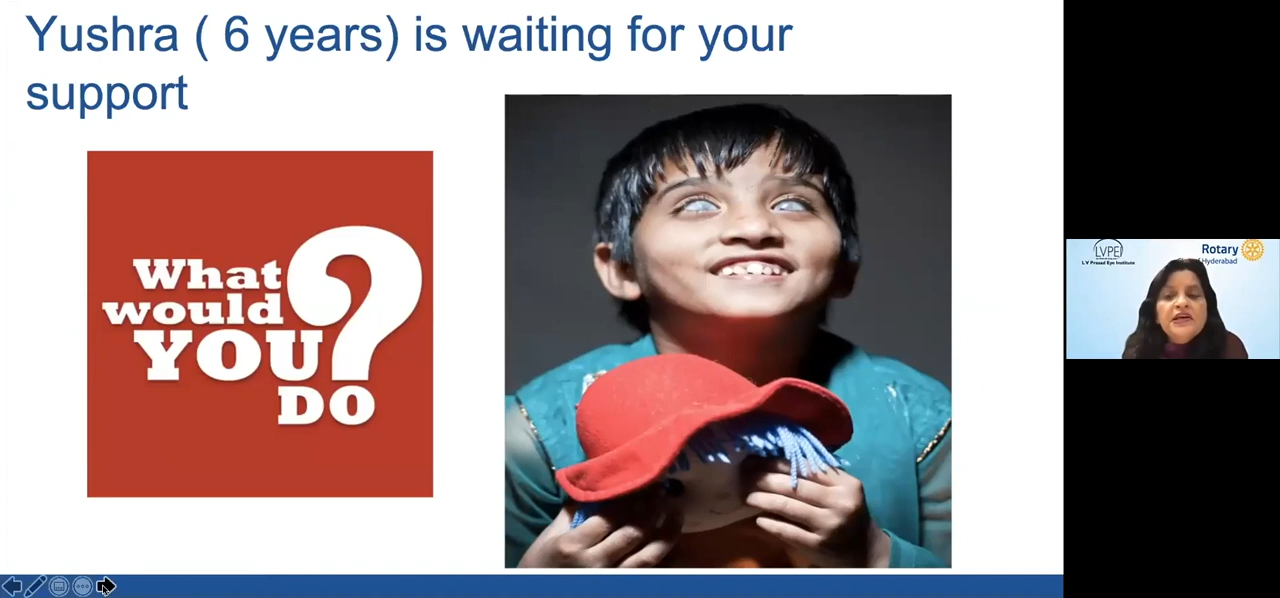 Yushra ( 6 years) is waiting for your
support
What
would
YOU
DO
?
LVPEI
L V Prasad Eye Institute
Rotary
Hyderabad